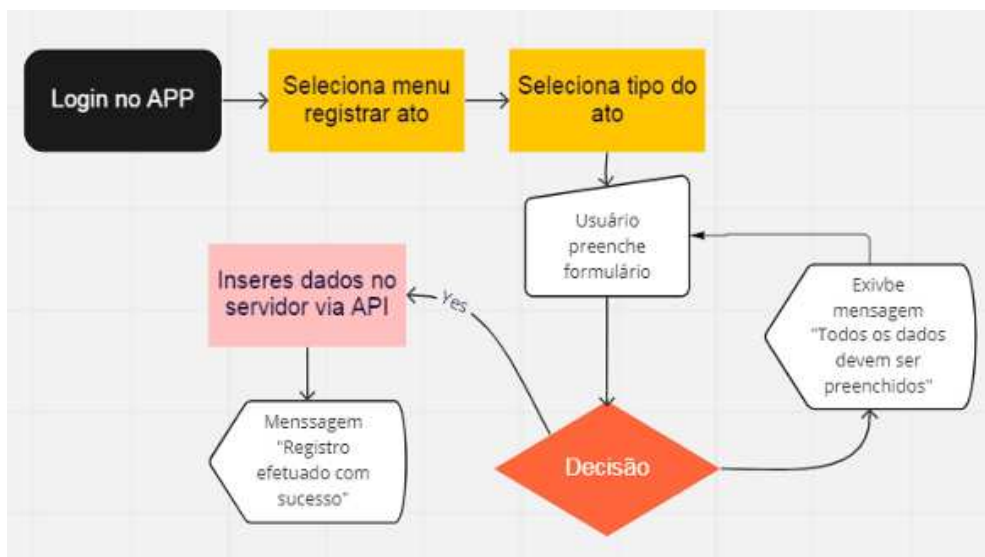 Login no APP
Seleciona menu
registrar ato
Seleciona tipo do
ato
Usuário
preenche
formulário
Inseres dados no
servidor via API
Yes
Exivbe
mensagem
"Todos os dados
devem ser
preenchidos"
Menssagem
"Registro
efetuado com
sucesso"
Decisão